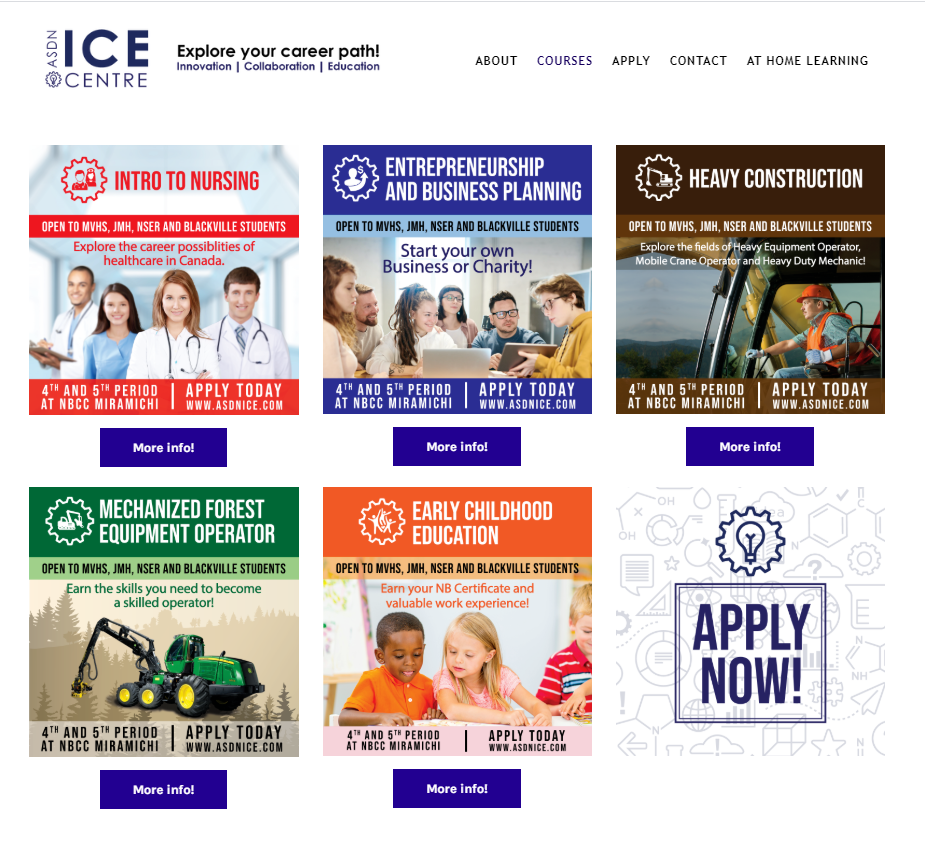 ASDN ICE
CENTRE
Explore your career path!
Innovation | Collaboration | Education
ABOUT COURSES APPLY CONTACT AT HOME LEARNING
INTRO TO NURSING
OPEN TO MVHS, JMH, NSER AND BLACKVILLE STUDENTS
Explore the career possiblities of
healthcare in Canada.
4TH AND 5TH PERIOD
AT NBCC MIRAMICHI
APPLY TODAY
WWW.ASDNICE.COM
More info!
ENTREPRENEURSHIP
AND BUSINESS PLANNING
OPEN TO MVHS, JMH, NSER AND BLACKVILLE STUDENTS
Start your own
Business or Charity!
4TH AND 5TH PERIOD
AT NBCC MIRAMICHI
APPLY TODAY
WWW.ASDNICE.COM
More info!
HEAVY CONSTRUCTION
OPEN TO MVHS, JMH, NSER AND BLACKVILLE STUDENTS
Explore the fields of Heavy Equipment Operator,
Mobile Crane Operator and Heavy Duty Mechanic!
4TH AND 5TH PERIOD
AT NBCC MIRAMICHI
APPLY TODAY
WWW.ASDNICE.COM
More info!
MECHANIZED FOREST
EQUIPMENT OPERATOR
OPEN TO MVHS, JMH, NSER AND BLACKVILLE STUDENTS
Earn the skills you need to become
a skilled operator!
4TH AND 5TH PERIOD
AT NBCC MIRAMICHI
APPLY TODAY
WWW.ASDNICE.COM
More info!
EARLY CHILDHOOD
EDUCATION
OPEN TO MVHS, JMH, NSER AND BLACKVILLE STUDENTS
Earn your NB Certificate and
valuable work experience!
4TH AND 5TH PERIOD
AT NBCC MIRAMICHI
APPLY TODAY
WWW.ASDNICE.COM
More info!
OH
OH
N
APPLY
NOW!
NH
N
N